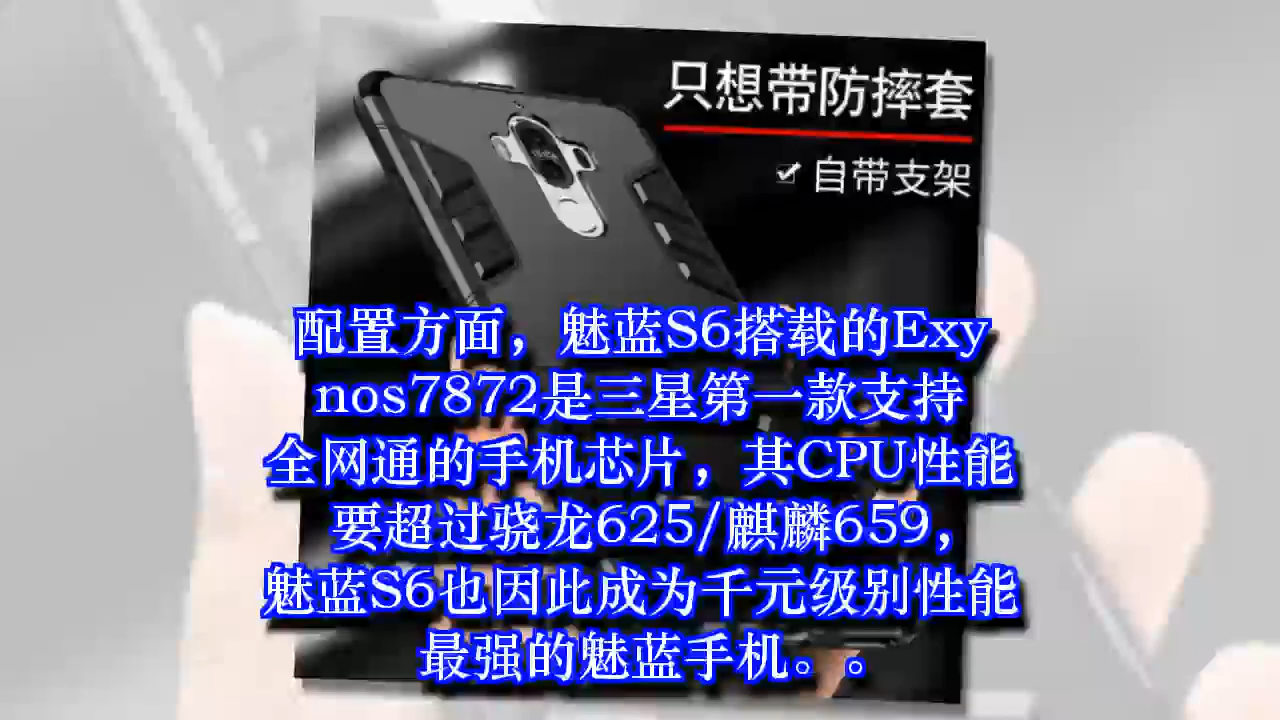 只想带防摔套
自带支架
配置方面，魅蓝S6搭载的Exy
nos7872是三星第一款支持
全网通的手机芯片，其CPU性能
要超过骁龙625/麒麟659，
魅蓝S6也因此成为千元级别性能
最强的魅蓝手机。。